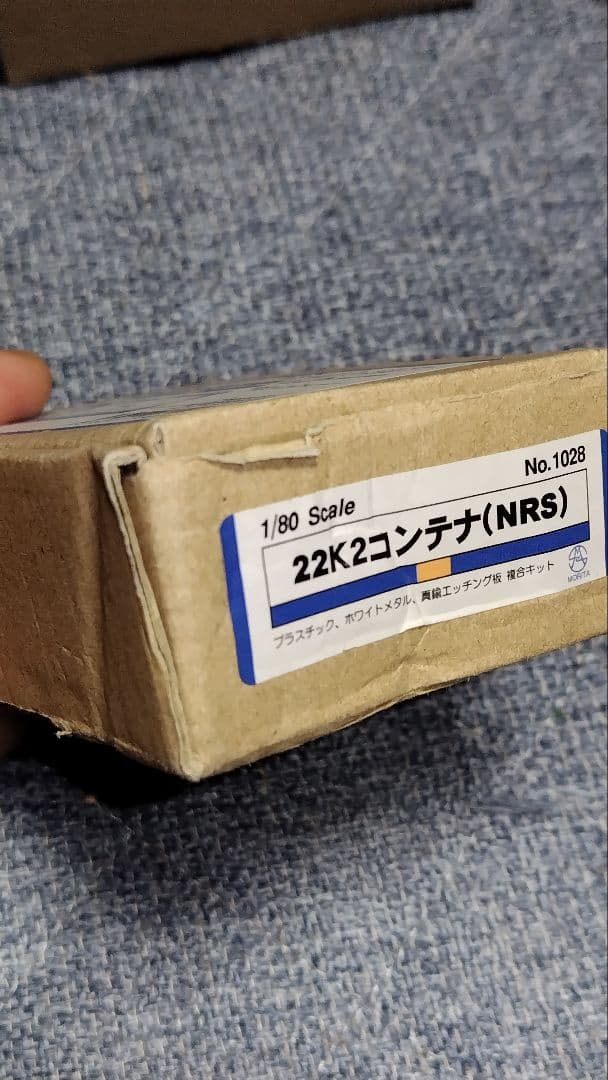 No.1028
1/80 Scale
22K2コンテナ(NRS)
プラスチック、ホワイトメタル、真鍮エッチング板 複合キット
MORITA